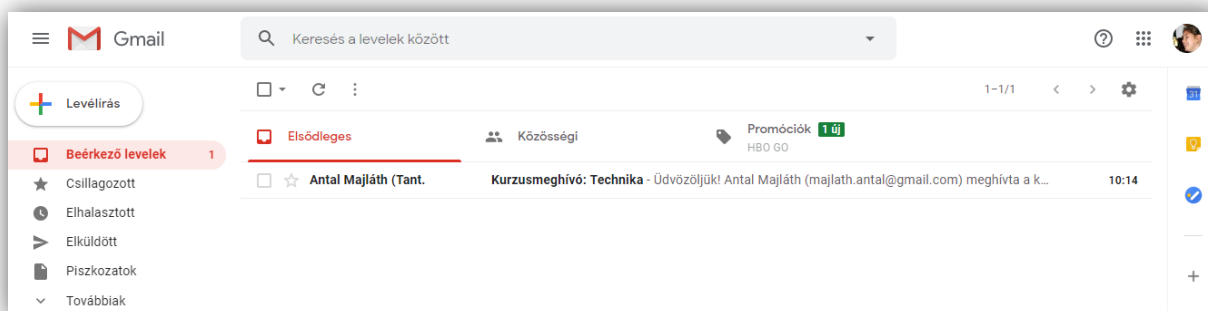 Gmail
Keresés a levelek között
Levélírás
1–1/1
31
Elsődleges
Közösségi
Promóciók 1 új
HBO GO
Beérkező levelek 1
Antal Majláth (Tant. Kurzusmeghívó: Technika - Üdvözöljük! Antal Majláth (majlath.antal@gmail.com) meghívta a k... 10:14
Csillagozott
Elhalasztott
Elküldött
Piszkozatok
Továbbiak